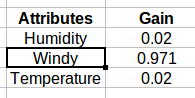 Attributes Gain
Humidity 0.02
Windy 0.971
Temperature 0.02